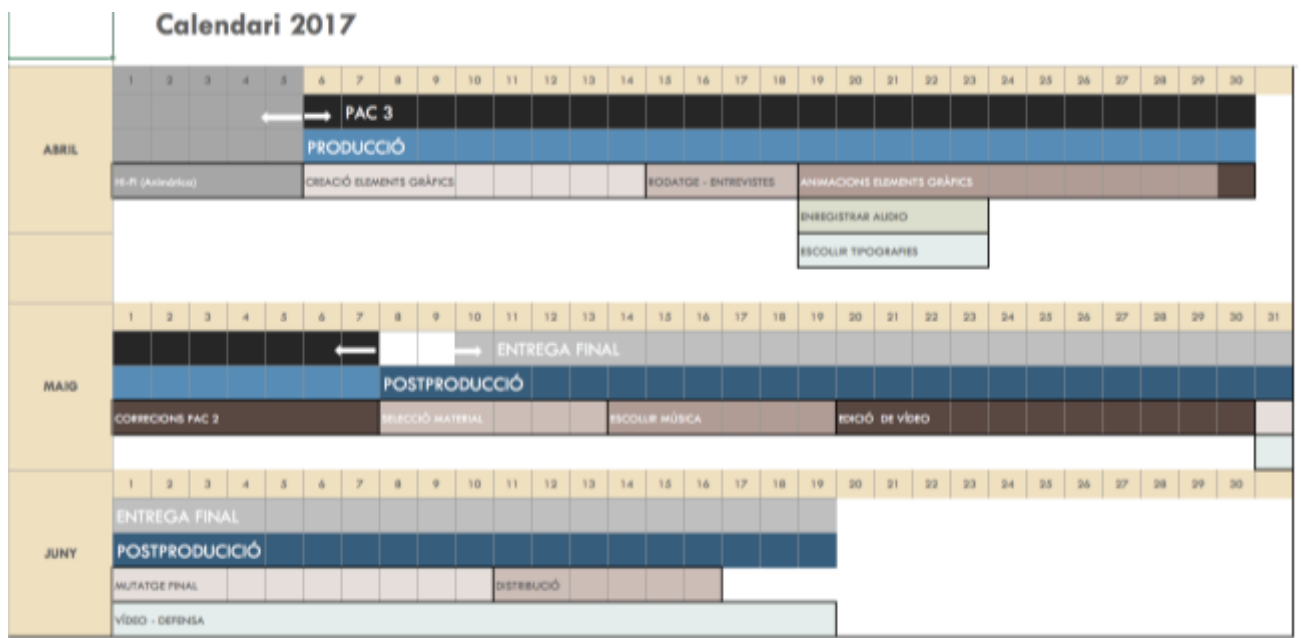 Calendari 2017
1 2 3 4 5 6 7 8 9 10 11 12 13 14 15 16 17 18 19 20 21 22 23 24 25 26 27 28 29 30
PAC 3
ABRIL
PRODUCCIÓ
HI-FI (Animàtica) CREACIÓ ELEMENTS GRÀFICS RODATGE - ENTREVISTES ANIMACIONS ELEMENTS GRÀFICS
ENREGISTRAR AUDIO
ESCOLLIR TIPOGRAFIES
1 2 3 4 5 6 7 8 9 10 11 12 13 14 15 16 17 18 19 20 21 22 23 24 25 26 27 28 29 30 31
ENTREGA FINAL
MAIG
POSTPRODUCCIÓ
CORRECIONS PAC 2 SELECCIÓ MATERIAL ESCOLLIR MÚSICA EDICIÓ DE VÍDEO
1 2 3 4 5 6 7 8 9 10 11 12 13 14 15 16 17 18 19 20 21 22 23 24 25 26 27 28 29 30
ENTREGA FINAL
JUNY
POSTPRODUCICIÓ
MUTATGE FINAL DISTRIBUCIÓ
VÍDEO - DEFENSA